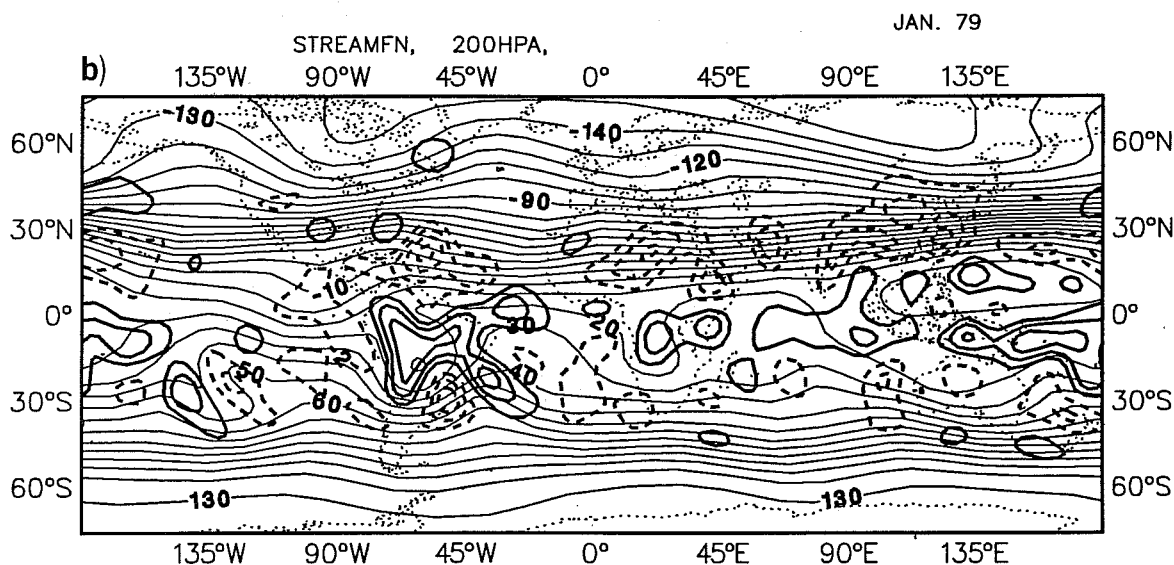 JAN. 79
STREAMFN, 200HPA,
b)
135°W 90°W 45°W 0° 45°E 90°E 135°E
60°N -130 -140 60°N
-120
-90
30°N 30°N
-10
0° 30 20 0°
50 2 40
30°S 60 30°S
60°S 130 130 60°S
135°W 90°W 45°W 0° 45°E 90°E 135°E